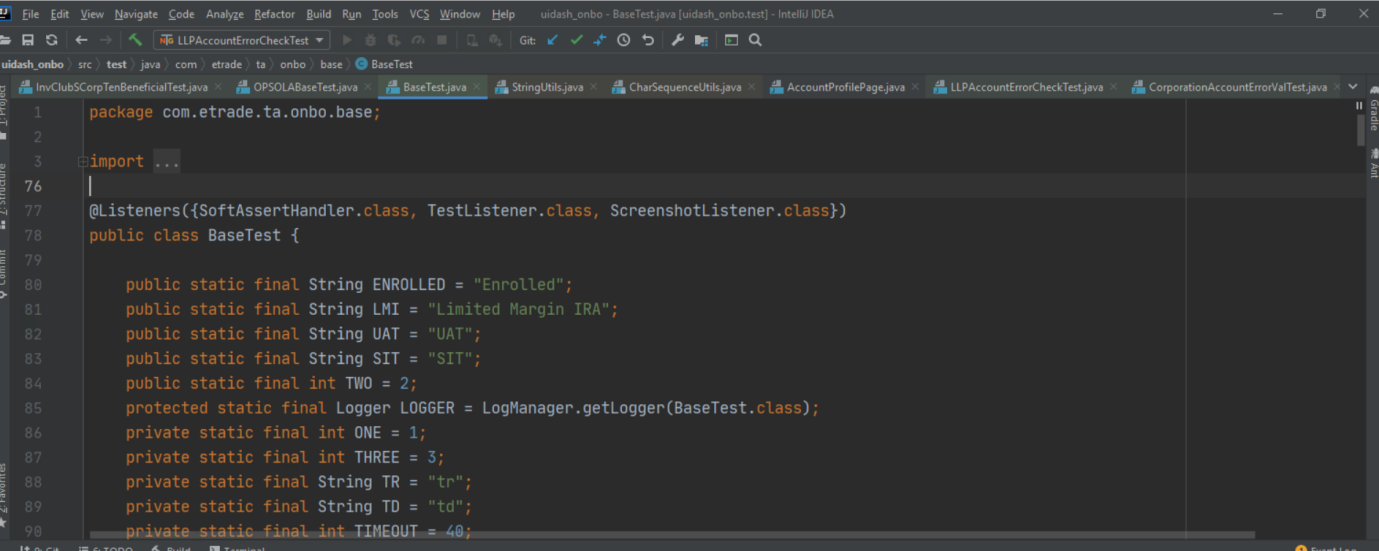 File Edit View Navigate Code Analyze Refactor Build Run Tools VCS Window Help uidash_onbo - BaseTest.java [uidash_onbo.test] - IntelliJ IDEA
LLPAccountErrorCheckTest Git:
uidash_onbo src test java com etrade ta onbo base BaseTest
InvClubSCorpTenBeneficialTest.java OPSOLABaseTest.java BaseTest.java StringUtils.java CharSequenceUtils.java AccountProfilePage.java LLPAccountErrorCheckTest.java CorporationAccountErrorValTest.java
1 package com.etrade.ta.onbo.base;
2
3 import ...
76
77 @Listeners({SoftAssertHandler.class, TestListener.class, ScreenshotListener.class})
78 public class BaseTest {
79
80 public static final String ENROLLED = "Enrolled";
81 public static final String LMI = "Limited Margin IRA";
82 public static final String UAT = "UAT";
83 public static final String SIT = "SIT";
84 public static final int TWO = 2;
85 protected static final Logger LOGGER = LogManager.getLogger(BaseTest.class);
86 private static final int ONE = 1;
87 private static final int THREE = 3;
88 private static final String TR = "tr";
89 private static final String TD = "td";
90 private static final int TIMEOUT = 40;
1: Project
Structure
Commit
2: Favorites
Gradle
Ant
9: Git 6: TODO Build Terminal Event Log